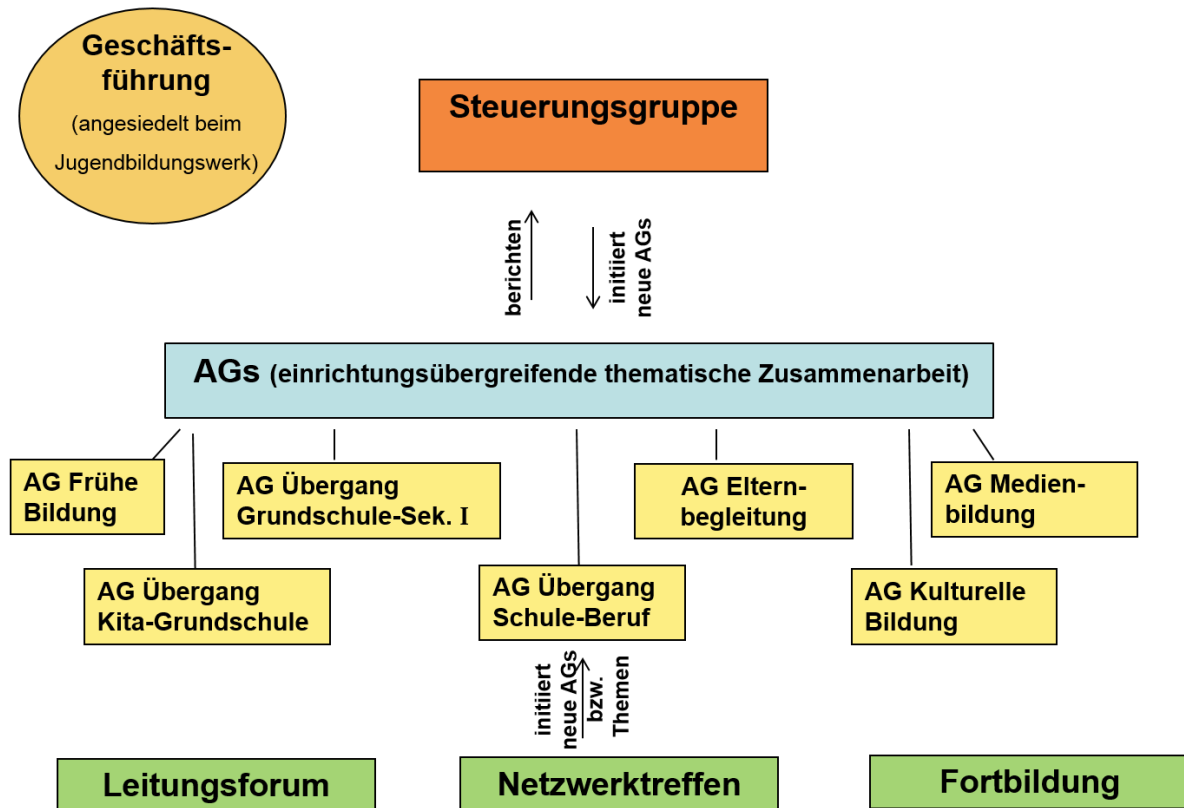 Geschäfts-
führung
(angesiedelt beim
Jugendbildungswerk)
Steuerungsgruppe
berichten
initiiert
neue AGs
AGs (einrichtungsübergreifende thematische Zusammenarbeit)
AG Frühe
Bildung
AG Übergang
Grundschule-Sek. I
AG Eltern-
begleitung
AG Medien-
bildung
AG Übergang
Kita-Grundschule
AG Übergang
Schule-Beruf
AG Kulturelle
Bildung
initiiert
neue AGs
bzw.
Themen
Leitungsforum
Netzwerktreffen
Fortbildung